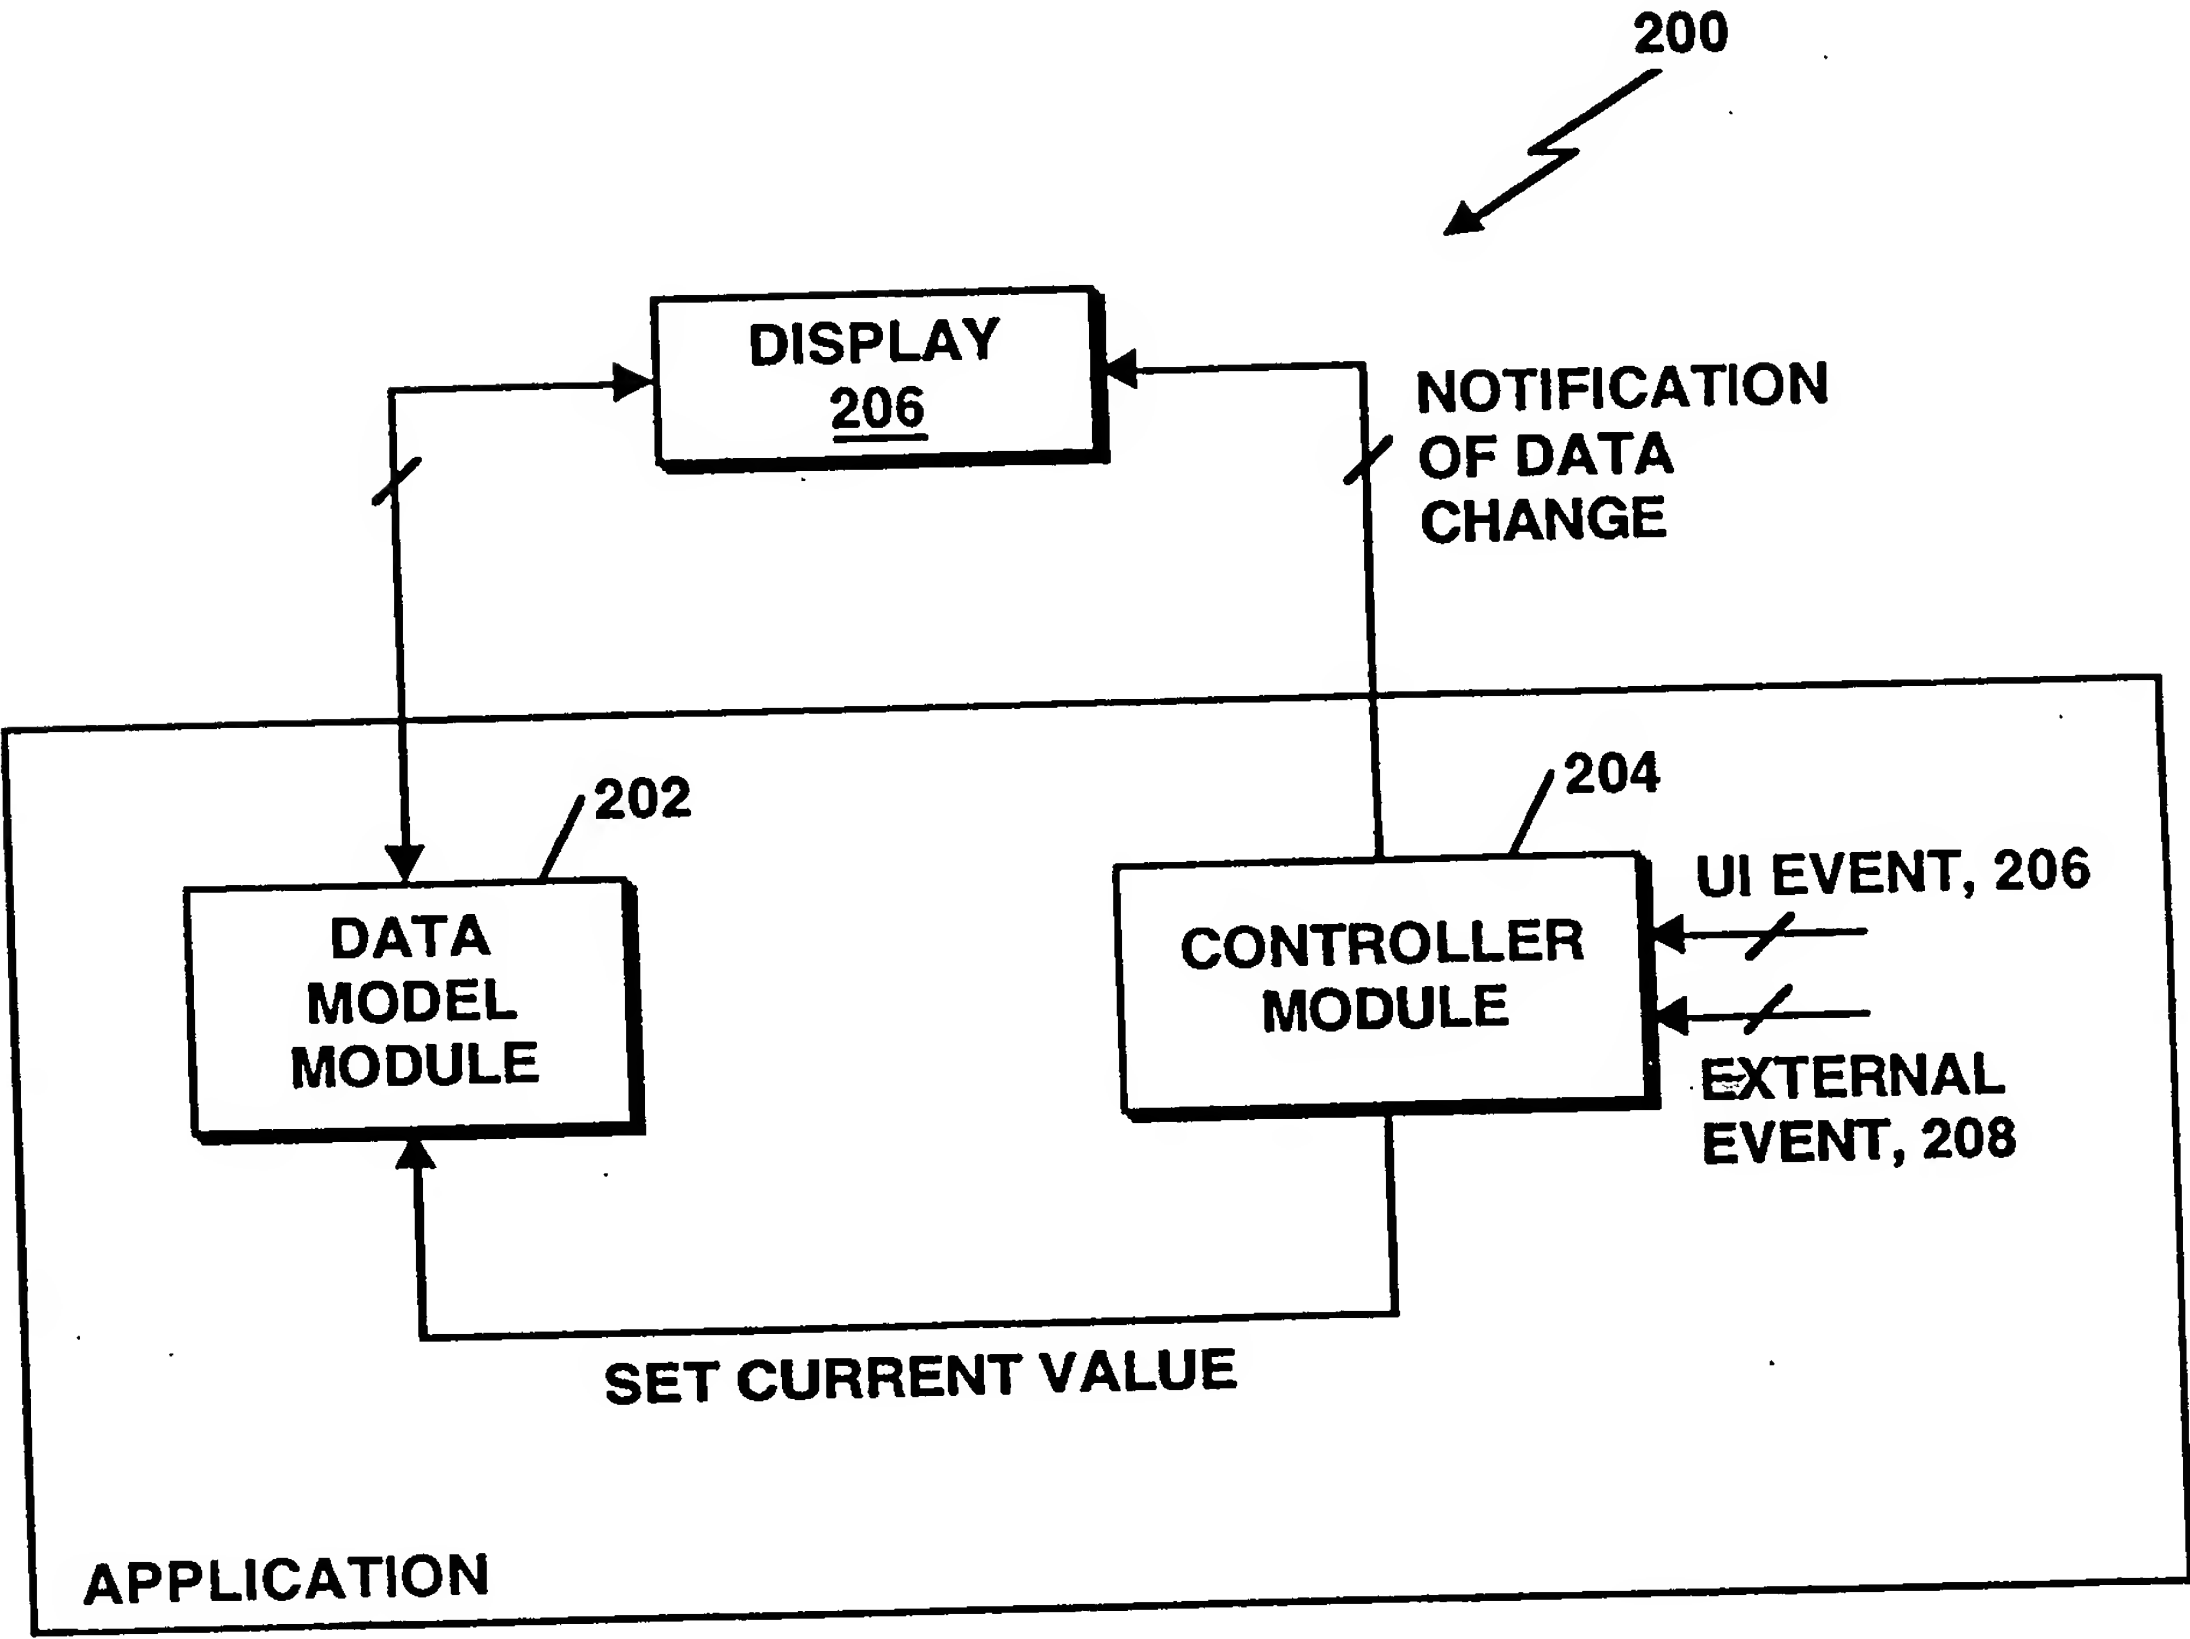 200
DISPLAY
206
NOTIFICATION
OF DATA
CHANGE
202
204
DATA
MODEL
MODULE
CONTROLLER
MODULE
UI EVENT, 206
EXTERNAL
EVENT, 208
SET CURRENT VALUE
APPLICATION